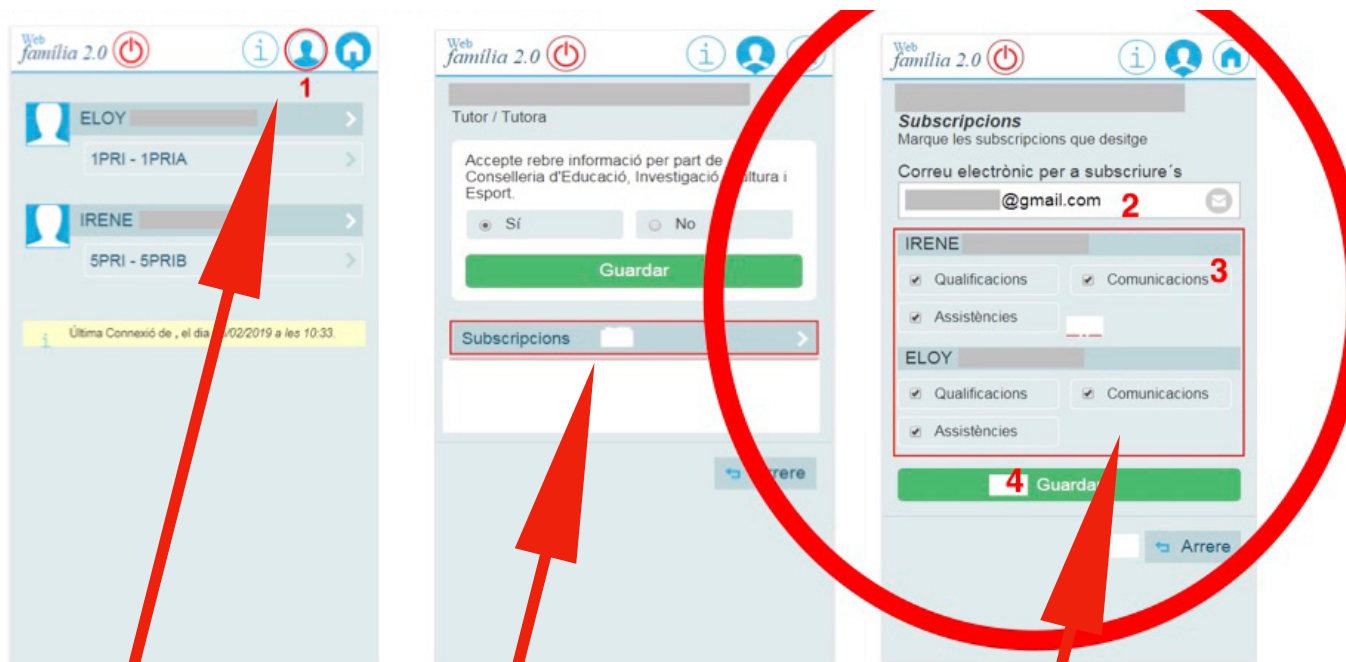 Web
família 2.0
1
ELOY
1PRI - 1PRIA
IRENE
5PRI - 5PRIB
i Última Connexió de , el dia /02/2019 a les 10:33.
Web
família 2.0
i
Tutor / Tutora
Accepte rebre informació per part de
Conselleria d'Educació, Investigació, i
Esport.
Sí No
Guardar
Subscripcions
Web
família 2.0
i
Subscripcions
Marque les subscripcions que desitge
Correu electrònic per a subscriure´s
@gmail.com 2
IRENE
Qualificacions Comunicacions 3
Assistències
ELOY
Qualificacions Comunicacions
Assistències
4 Guardar
Arrere